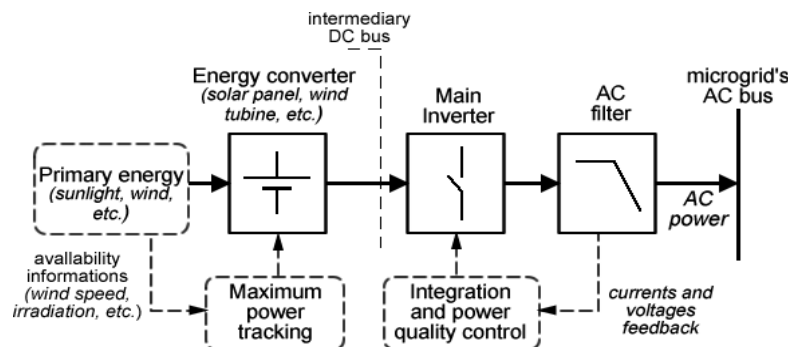 intermediary
DC bus
Energy converter
(solar panel, wind
tubine, etc.)
Main
Inverter
AC
filter
microgrid's
AC bus
Primary energy
(sunlight, wind,
etc.)
AC
power
availability
informations
(wind speed,
irradiation, etc.)
Maximum
power
tracking
Integration
and power
quality control
currents and
voltages
feedback